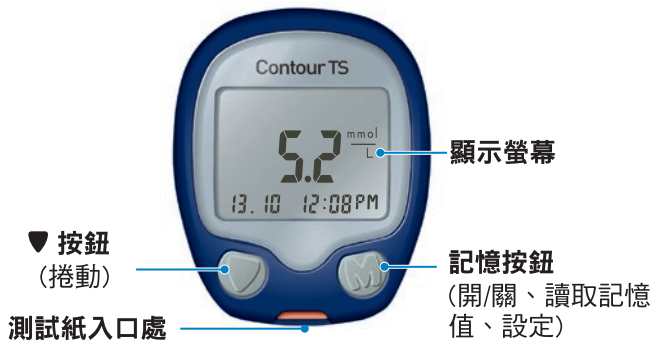 Contour TS
5.2 mmol/L
13.10 12:08PM
顯示螢幕
▼ 按鈕
(捲動)
記憶按鈕
(開/關、讀取記憶
值、設定)
測試紙入口處
M